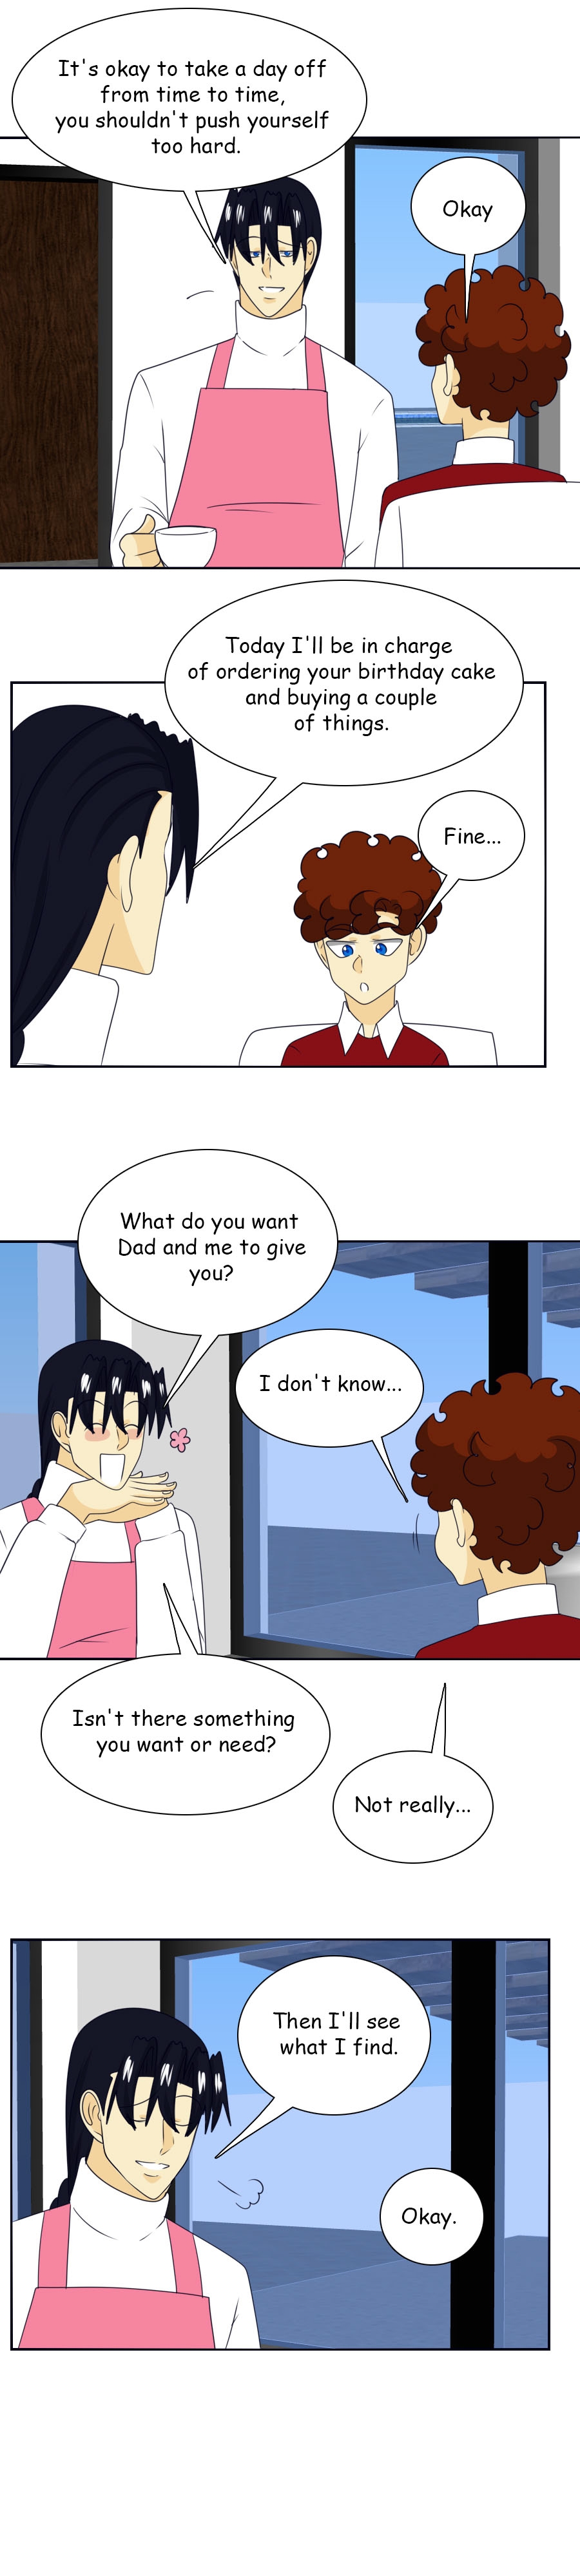 It's okay to take a day off
from time to time,
you shouldn't push yourself
too hard.
Okay
Today I'll be in charge
of ordering your birthday cake
and buying a couple
of things.
Fine...
What do you want
Dad and me to give
you?
I don't know...
Isn't there something
you want or need?
Not really...
Then I'll see
what I find.
Okay.